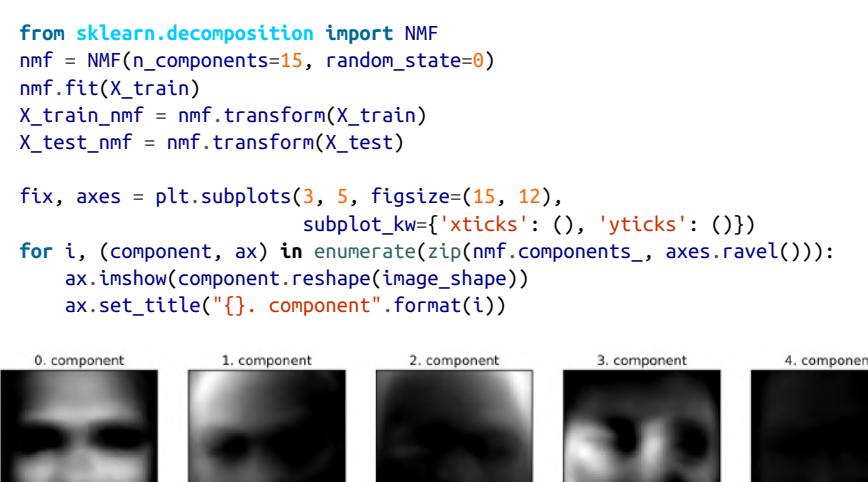 from sklearn.decomposition import NMF
nmf = NMF(n_components=15, random_state=0)
nmf.fit(X_train)
X_train_nmf = nmf.transform(X_train)
X_test_nmf = nmf.transform(X_test)

fix, axes = plt.subplots(3, 5, figsize=(15, 12),
                         subplot_kw={'xticks': (), 'yticks': ()})
for i, (component, ax) in enumerate(zip(nmf.components_, axes.ravel())):
    ax.imshow(component.reshape(image_shape))
    ax.set_title("{}. component".format(i))
0. component 1. component 2. component 3. component 4. componen